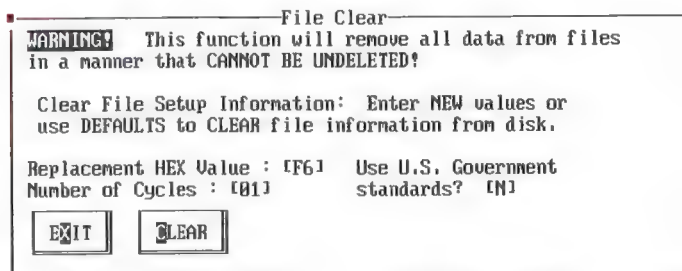 File Clear
WARNING! This function will remove all data from files
in a manner that CANNOT BE UNDELETED!
Clear File Setup Information: Enter NEW values or
use DEFAULTS to CLEAR file information from disk.
Replacement HEX Value : [F6] Use U.S. Government
Number of Cycles : [01] standards? [N]
EXIT CLEAR